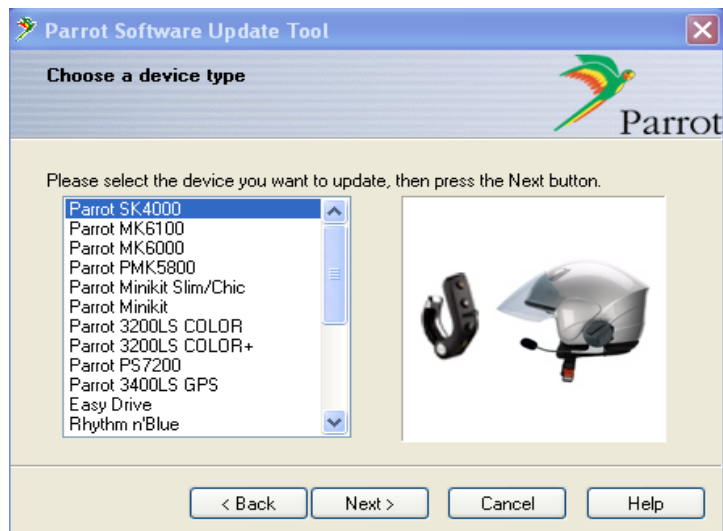 Parrot Software Update Tool
Choose a device type
Parrot
Please select the device you want to update, then press the Next button.
Parrot SK4000
Parrot MK6100
Parrot MK6000
Parrot PMK5800
Parrot Minikit Slim/Chic
Parrot Minikit
Parrot 3200LS COLOR
Parrot 3200LS COLOR+
Parrot PS7200
Parrot 3400LS GPS
Easy Drive
Rhythm n'Blue
< Back
Next >
Cancel
Help